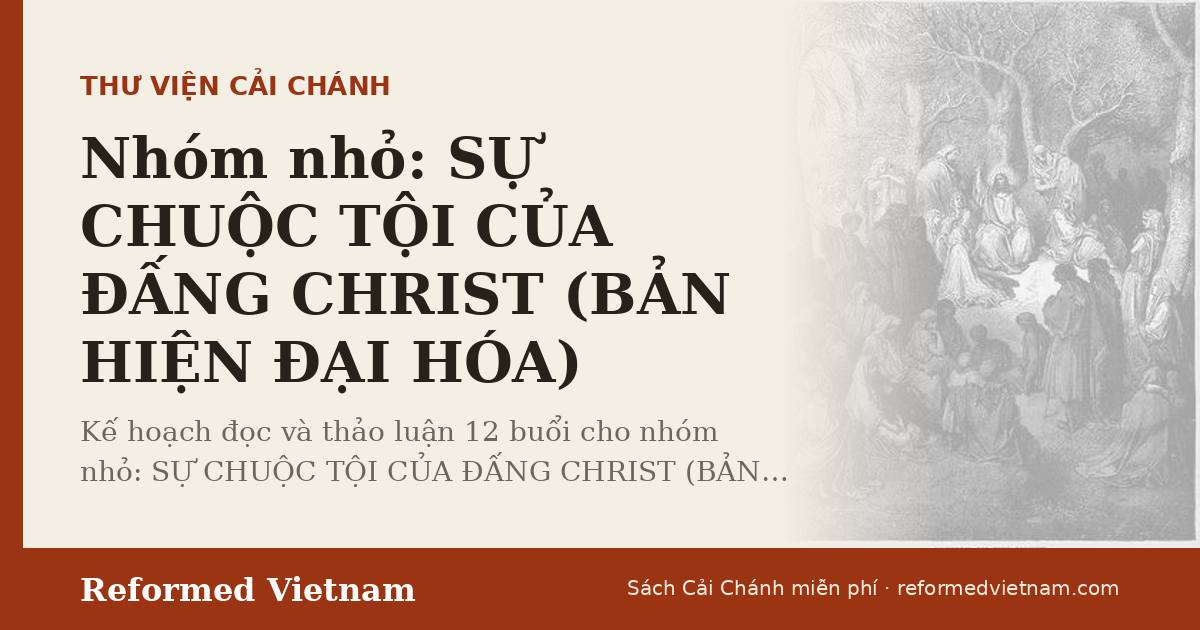 THƯ VIỆN CẢI CHÁNH
Nhóm nhỏ: SỰ
CHUỘC TỘI CỦA
ĐẤNG CHRIST (BẢN
HIỆN ĐẠI HÓA)
Kế hoạch đọc và thảo luận 12 buổi cho nhóm
nhỏ: SỰ CHUỘC TỘI CỦA ĐẤNG CHRIST (BẢN…
Reformed Vietnam
Sách Cải Chánh miễn phí · reformedvietnam.com